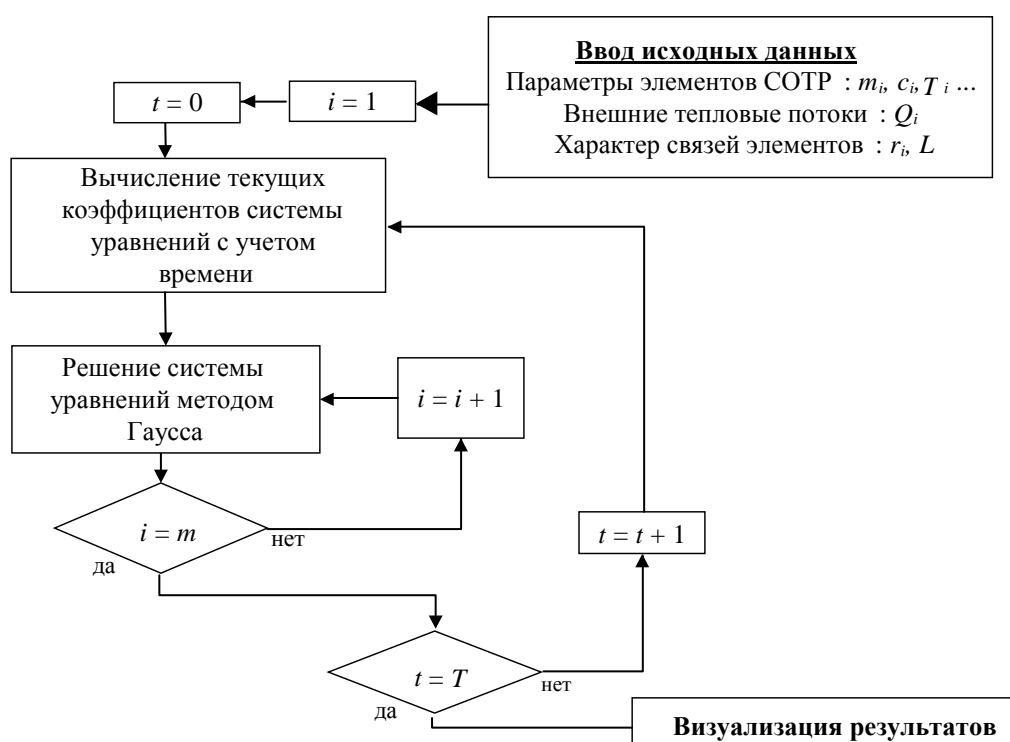 Ввод исходных данных
Параметры элементов СОТР : mᵢ, cᵢ, T ᵢ ...
Внешние тепловые потоки : Qᵢ
Характер связей элементов : rᵢ, L
i = 1
t = 0
Вычисление текущих
коэффициентов системы
уравнений с учетом
времени
Решение системы
уравнений методом
Гаусса
i = i + 1
i = m
нет
да
t = t + 1
t = T
нет
да
Визуализация результатов